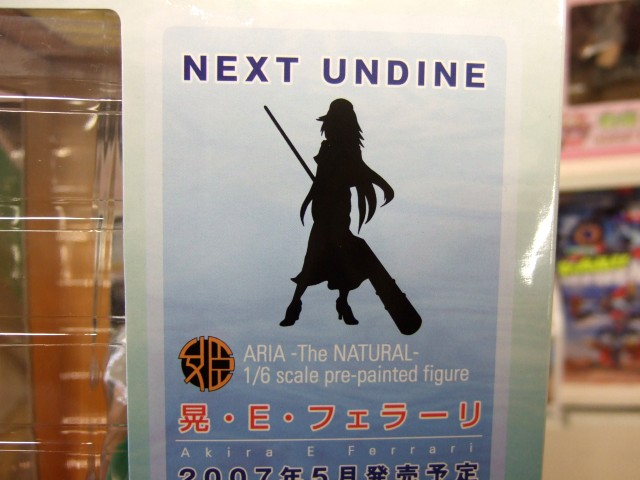 NEXT UNDINE
姫
ARIA -The NATURAL-
1/6 scale pre-painted figure
晃・E・フェラーリ
Akira E Ferrari
2007年5月発売予定